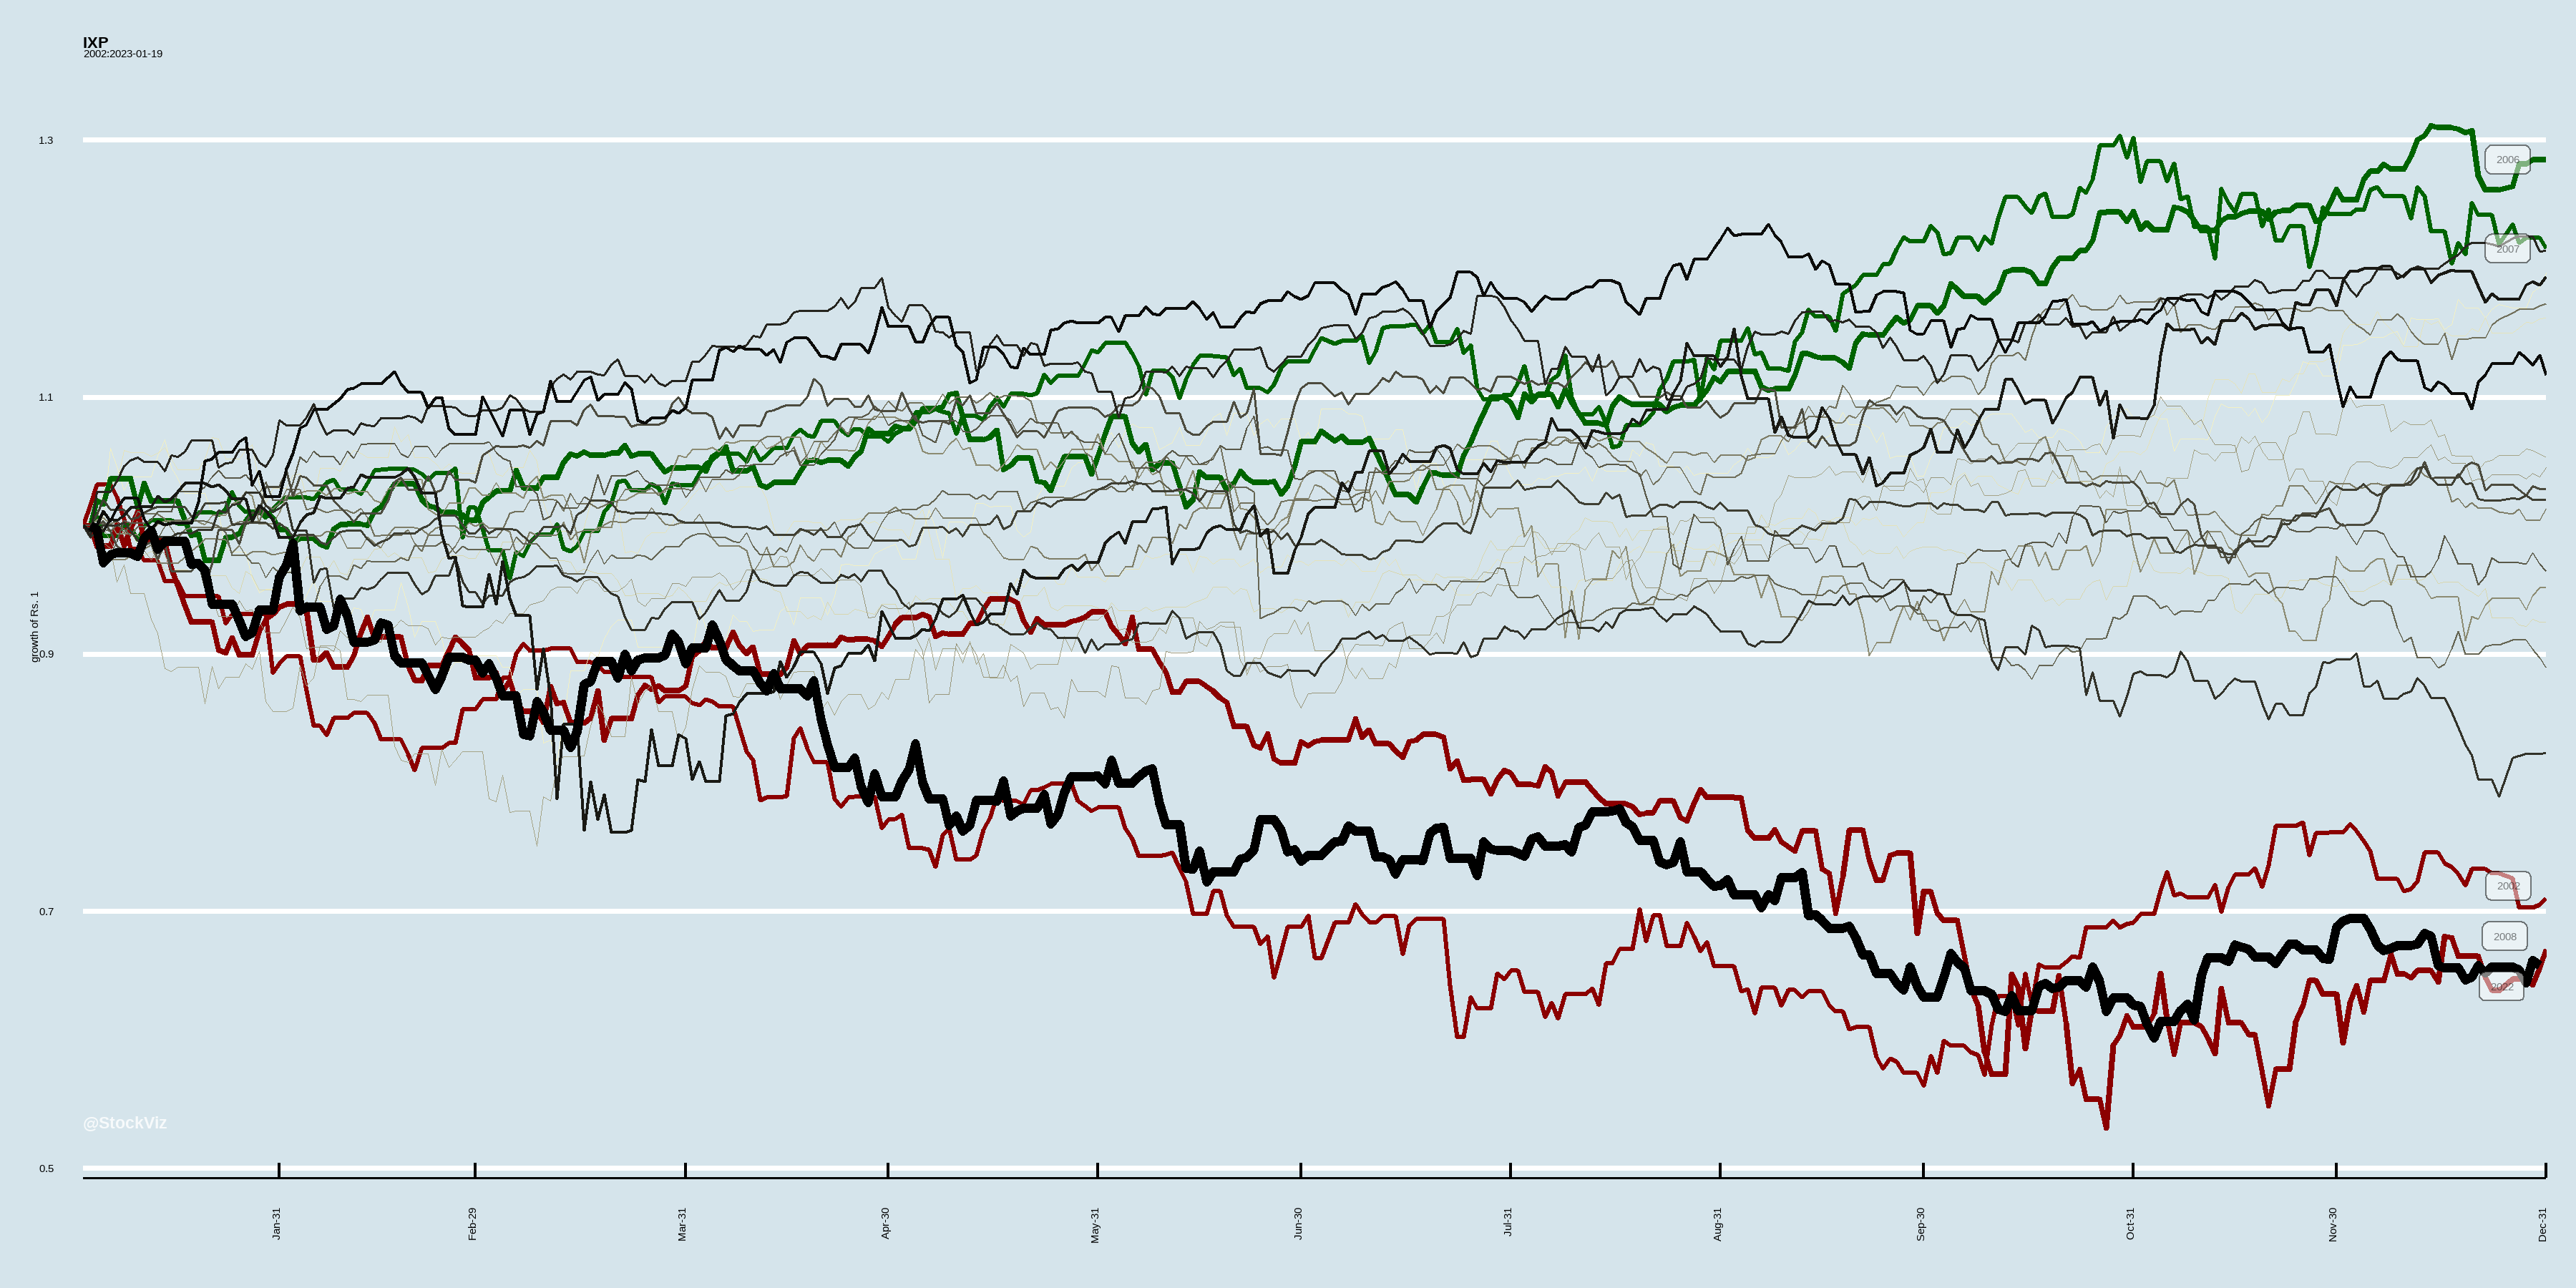 IXP
2002:2023-01-19
1.3
2006
2007
1.1
growth of Rs. 1
0.9
2002
0.7
2008
2022
@StockViz
0.5
Jan-31
Feb-29
Mar-31
Apr-30
May-31
Jun-30
Jul-31
Aug-31
Sep-30
Oct-31
Nov-30
Dec-31